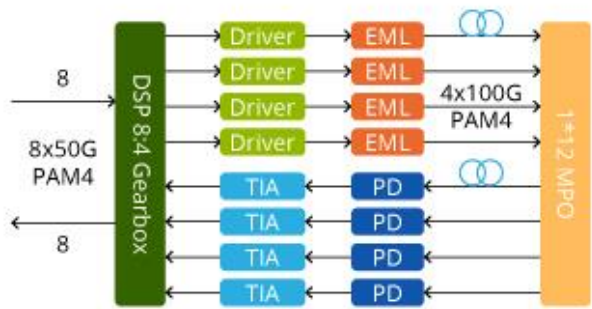 8
8x50G
PAM4
8
DSP 8:4 Gearbox
Driver
EML
Driver
EML
Driver
EML
Driver
EML
4x100G
PAM4
TIA
PD
TIA
PD
TIA
PD
TIA
PD
1*12 MPO